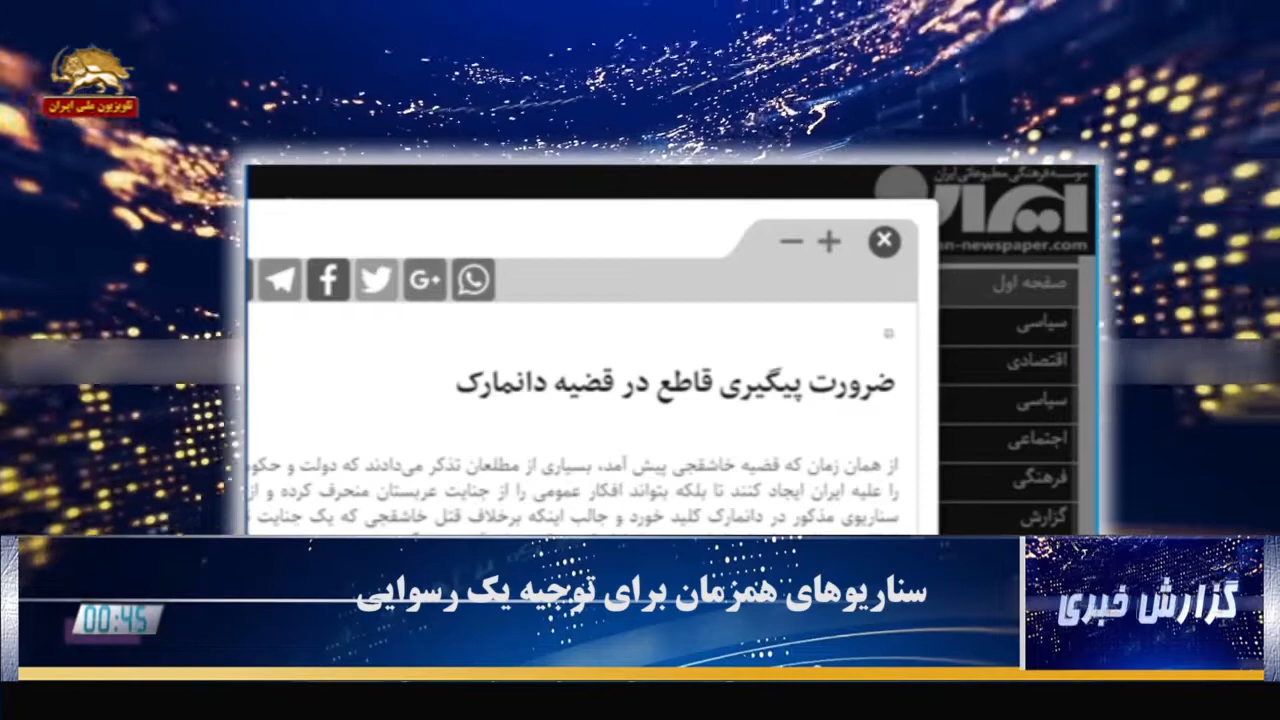 تلویزیون ملی ایران
موسسه فرهنگی مطبوعاتی ایران
ایران
an-newspaper.com
صفحه اول
سیاسی
اقتصادی
سیاسی
اجتماعی
فرهنگی
گزارش
ضرورت پیگیری قاطع در قضیه دانمارک
از همان زمان که قضیه خاشقجی پیش آمد، بسیاری از مطلعان تذکر می‌دادند که دولت و حکو
را علیه ایران ایجاد کنند تا بلکه بتواند افکار عمومی را از جنایت عربستان منحرف کرده و از
سناریوی مذکور در دانمارک کلید خورد و جالب اینکه برخلاف قتل خاشقجی که یک جنایت
سناریوهای همزمان برای توجیه یک رسوایی
گزارش خبری
00:45